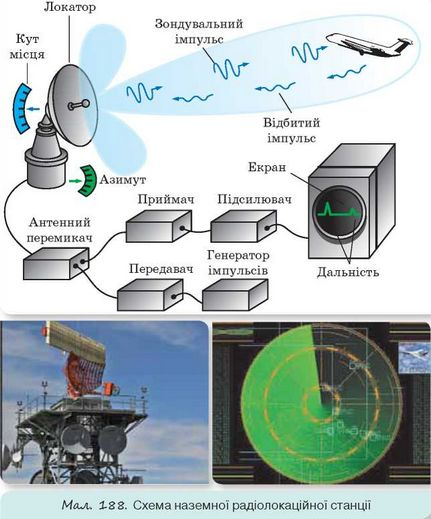 Локатор
Зондувальний
імпульс
Кут
місця
Відбитий
імпульс
Азимут
Екран
Антенний
перемикач
Приймач
Підсилювач
Передавач
Генератор
імпульсів
Дальність
Мал. 188. Схема наземної радіолокаційної станції